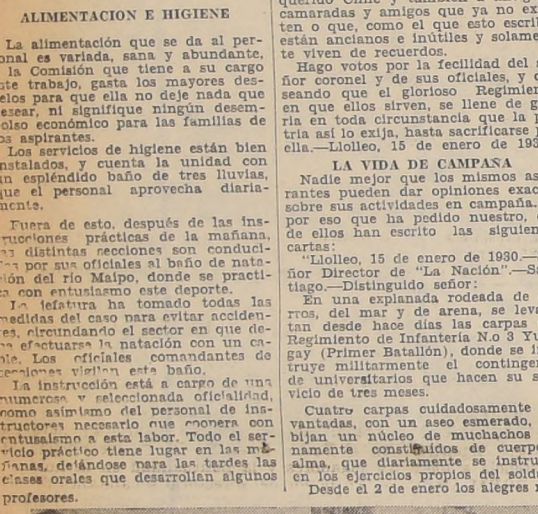 ALIMENTACION E HIGIENE
La alimentación que se da al per-
onal es variada, sana y abundante,
la Comisión que tiene a su cargo
ste trabajo, gasta los mayores des-
elos para que ella no deje nada que
esear, ni signifique ningún desem-
olso económico para las familias de
os aspirantes.
Los servicios de higiene están bien
nstalados, y cuenta la unidad con
n espléndido baño de tres lluvias,
que el personal aprovecha diaria-
mente.
Fuera de esto, después de las ins-
rucciones prácticas de la mañana,
as distintas secciones son conduci-
as por sus oficiales al baño de nata-
ión del río Maipo, donde se practi-
ca con entusiasmo este deporte.
La jefatura ha tomado todas las
medidas del caso para evitar acciden-
es, circundando el sector en que de-
efectuarse la natación con un ca-
ble. Los oficiales comandantes de
secciones vigilan este baño.
La instrucción está a cargo de una
numerosa y seleccionada oficialidad,
como asimismo del personal de ins-
tructores necesario que coopera con
entusiasmo a esta labor. Todo el ser-
vicio práctico tiene lugar en las ma-
ñanas, dejándose para las tardes las
clases orales que desarrollan algunos
profesores.
camaradas y amigos que ya no ex
ten o que, como el que esto escri
están ancianos e inútiles y solame
te viven de recuerdos.
Hago votos por la felicidad del s
ñor coronel y de sus oficiales, y d
seando que el glorioso Regimien
en que ellos sirven, se llene de g
ria en toda circunstancia que la p
tria así lo exija, hasta sacrificarse p
ella.—Llolleo, 15 de enero de 193
LA VIDA DE CAMPAÑA
Nadie mejor que los mismos as
rantes pueden dar opiniones exac
sobre sus actividades en campaña.
por eso que ha pedido nuestro,
de ellos han escrito las siguien
cartas:
"Llolleo, 15 de enero de 1930.—
ñor Director de "La Nación".—Sa
tiago.—Distinguido señor:
En una explanada rodeada de
rros, del mar y de arena, se leva
tan desde hace días las carpas
Regimiento de Infantería N.o 3 Yu
gay (Primer Batallón), donde se i
truye militarmente el contingen
de universitarios que hacen su s
vicio de tres meses.
Cuatro carpas cuidadosamente
vantadas, con un aseo esmerado,
bijan un núcleo de muchachos
namente constituídos de cuerpo
alma, que diariamente se instru
en los ejercicios propios del solda
Desde el 2 de enero los alegres x